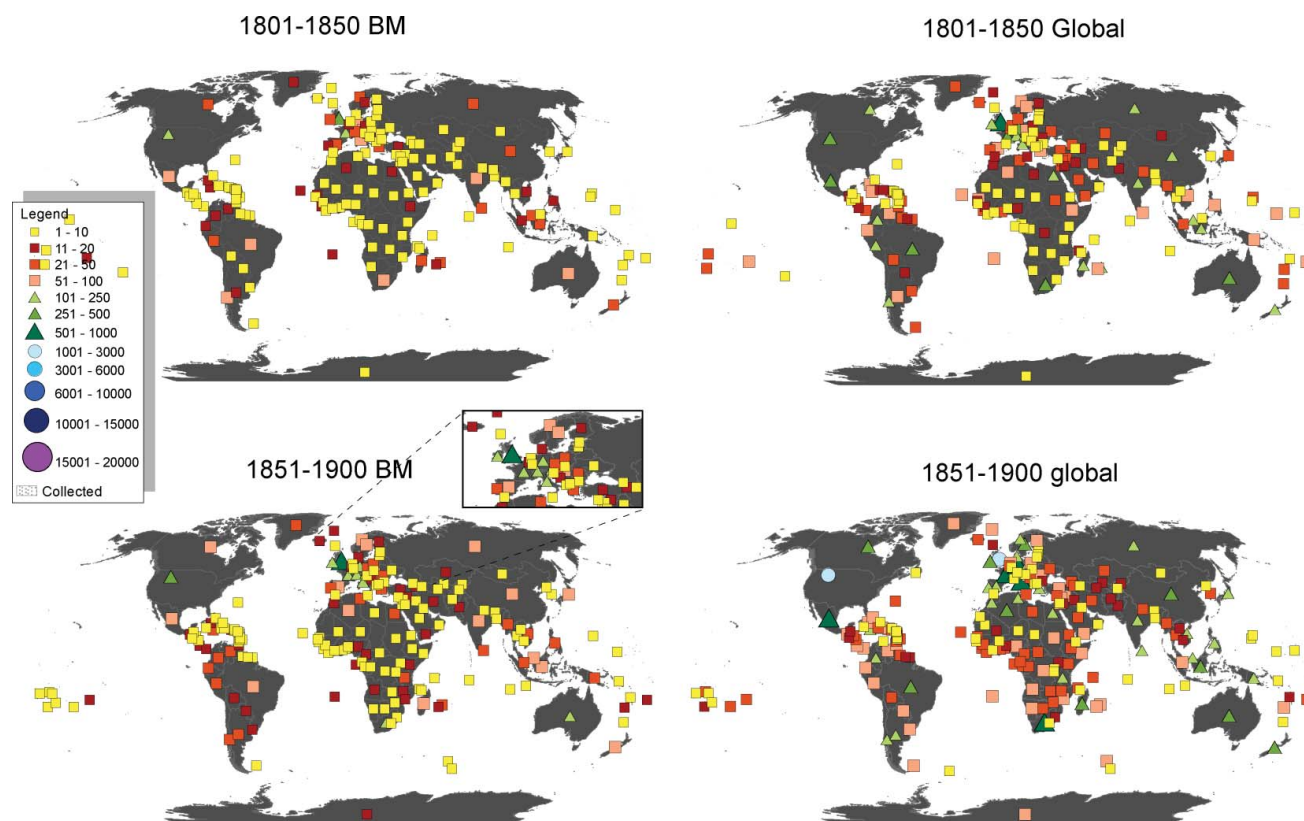 1801-1850 BM
1801-1850 Global
Legend
1 - 10
11 - 20
21 - 50
51 - 100
101 - 250
251 - 500
501 - 1000
1001 - 3000
3001 - 6000
6001 - 10000
10001 - 15000
15001 - 20000
Collected
1851-1900 BM
1851-1900 global